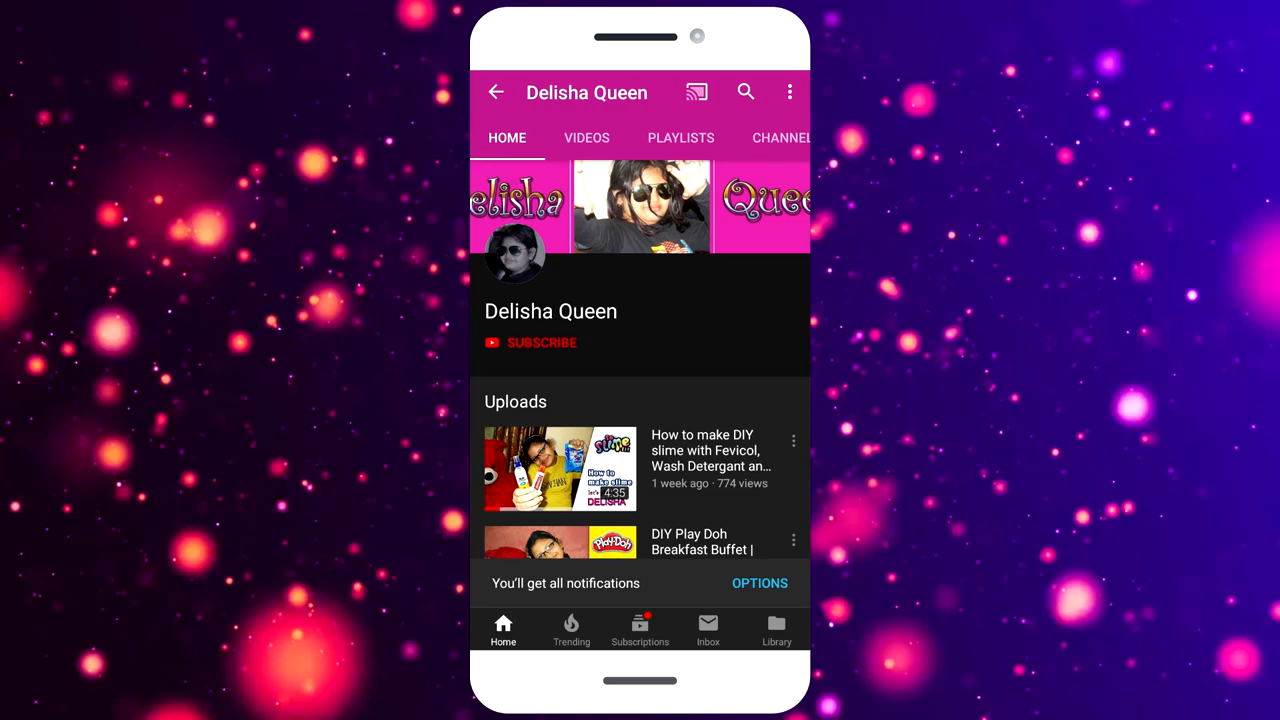 Delisha Queen
HOME VIDEOS PLAYLISTS CHANNEL
elisha
Quee
Delisha Queen
SUBSCRIBE
Uploads
SLIME
How to
make slime
let's
DELISHA
4:35
How to make DIY
slime with Fevicol,
Wash Detergent an...
1 week ago · 774 views
Play-Doh
DIY Play Doh
Breakfast Buffet |
You'll get all notifications OPTIONS
Home Trending Subscriptions Inbox Library